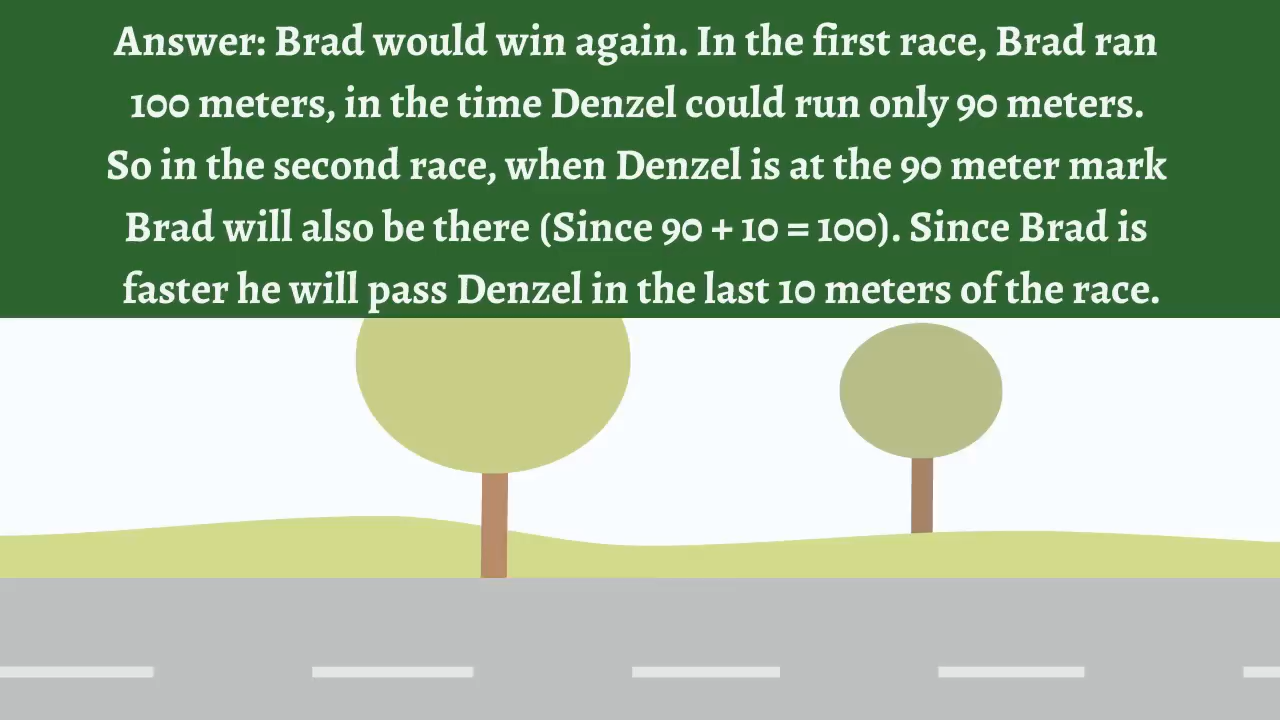 Answer: Brad would win again. In the first race, Brad ran
100 meters, in the time Denzel could run only 90 meters.
So in the second race, when Denzel is at the 90 meter mark
Brad will also be there (Since 90 + 10 = 100). Since Brad is
faster he will pass Denzel in the last 10 meters of the race.